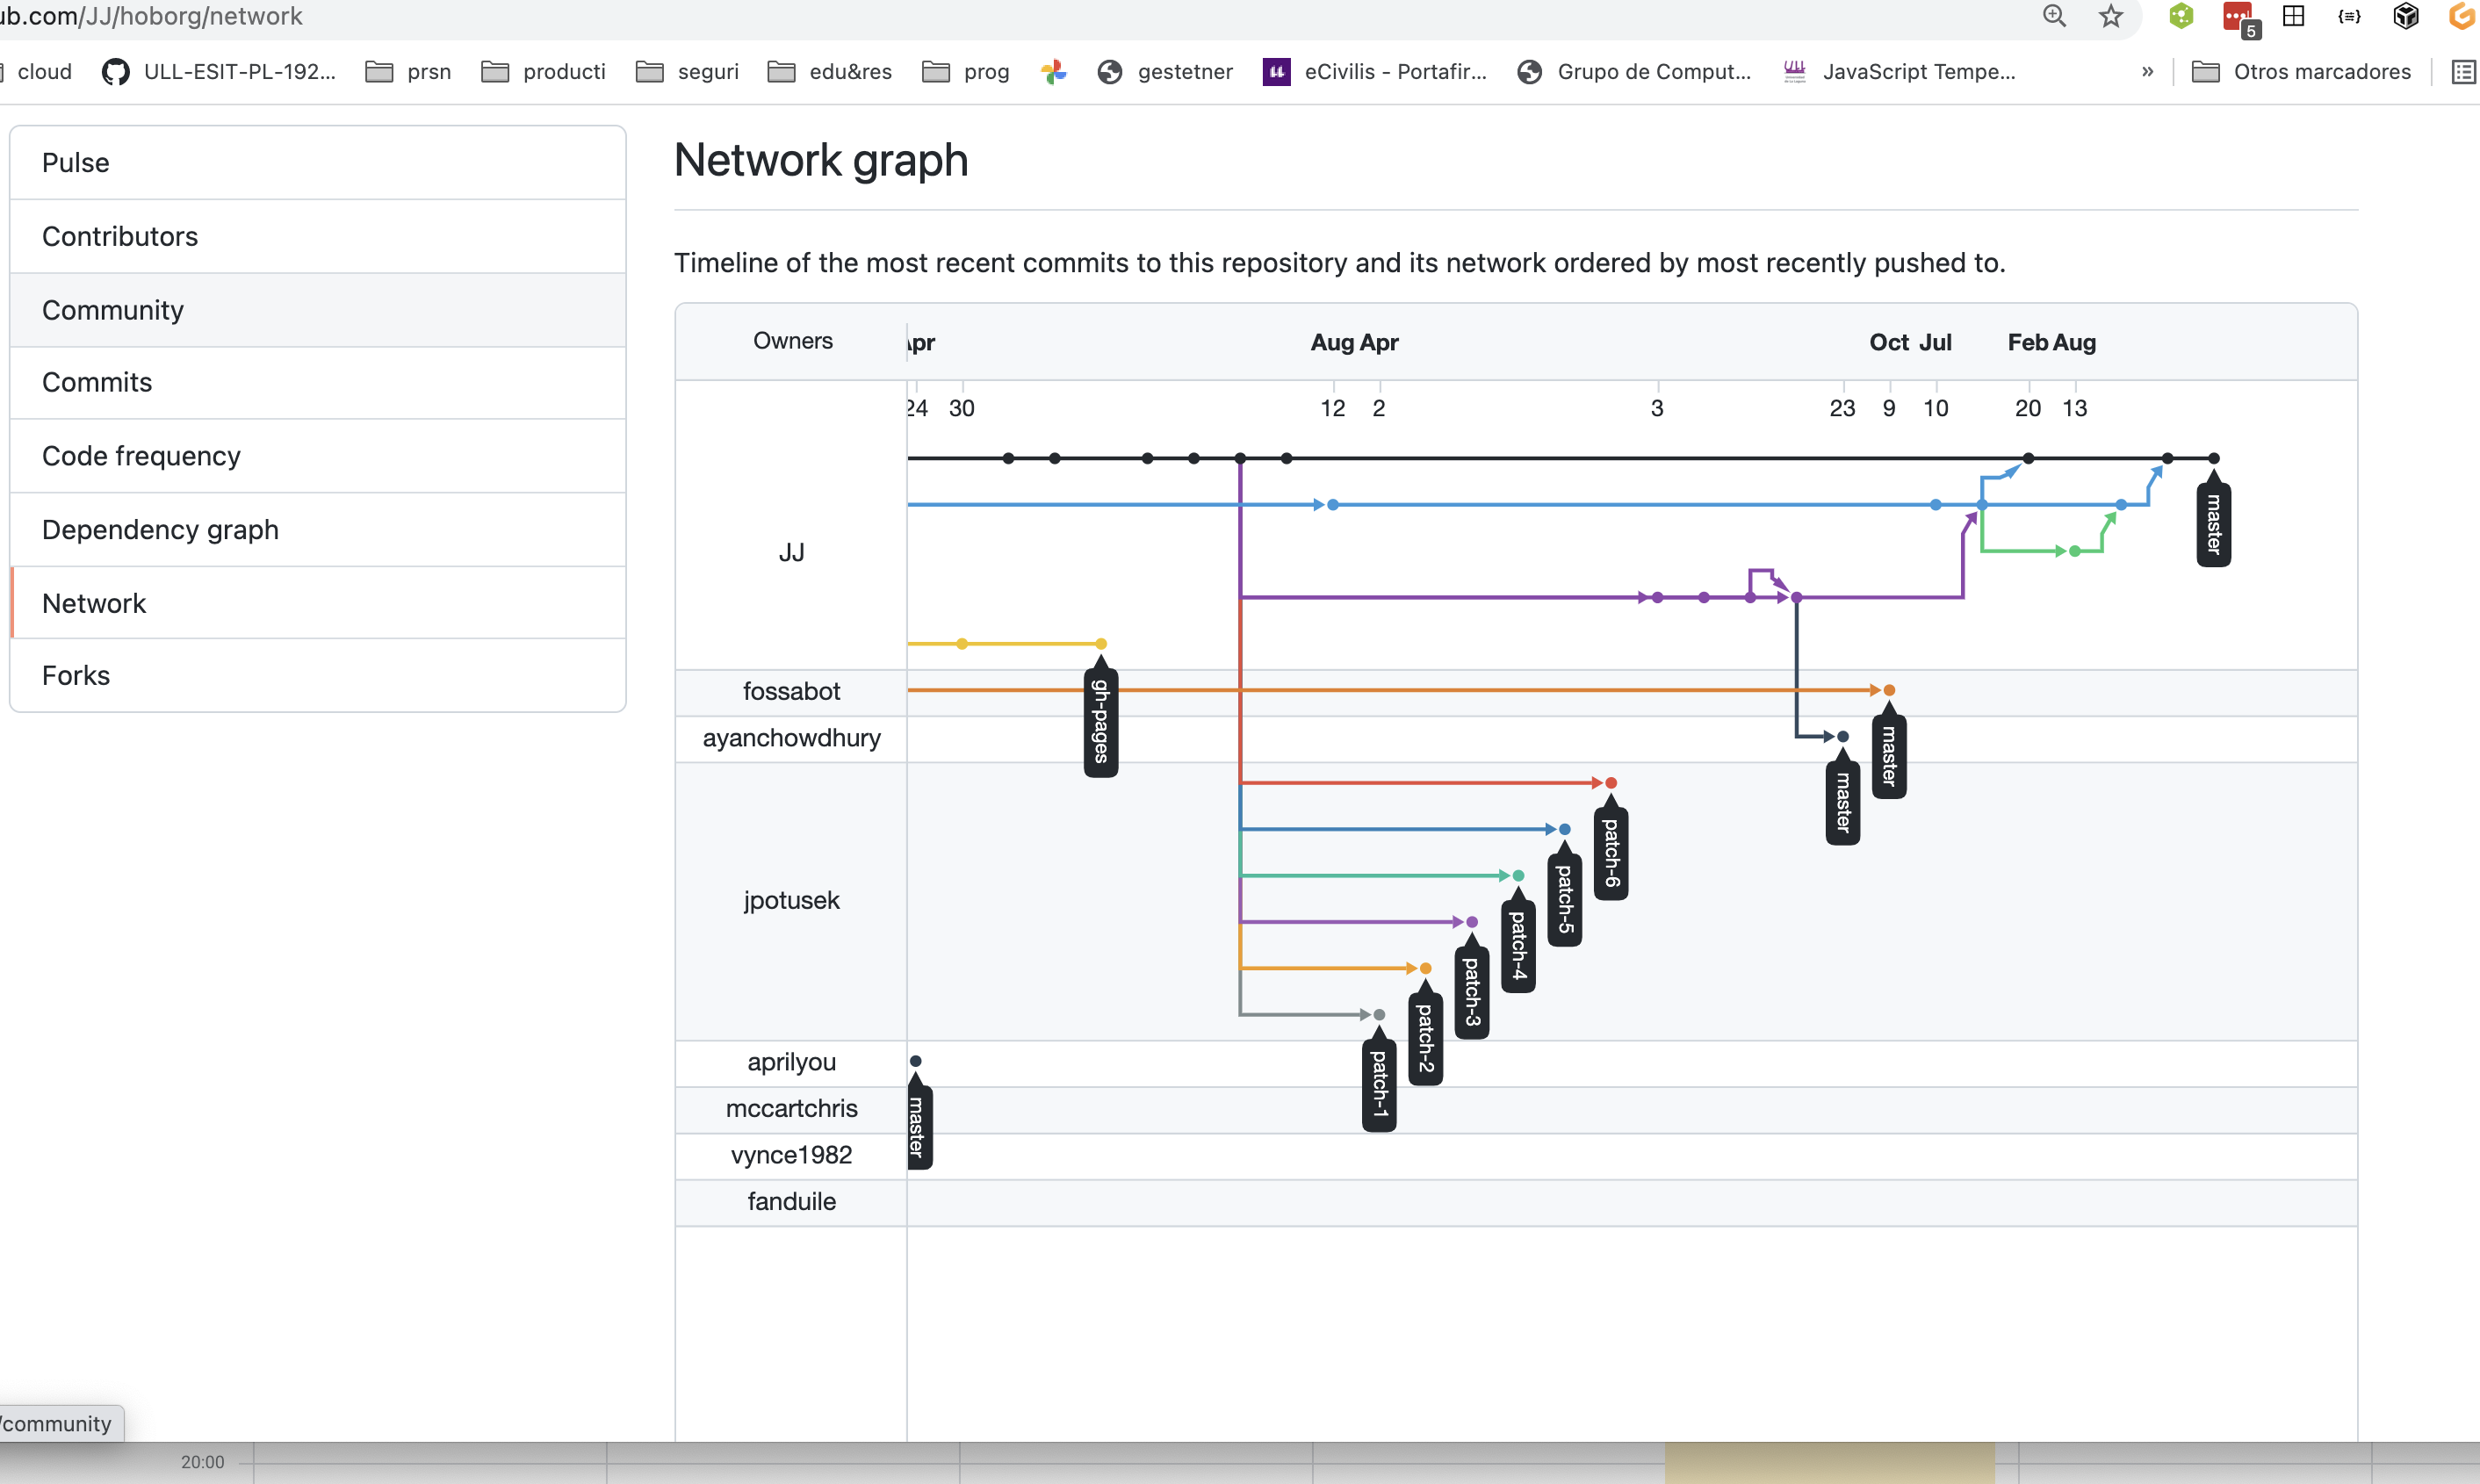 ub.com/JJ/hoborg/network
5
cloud ULL-ESIT-PL-192... prsn producti seguri edu&res prog gestetner eCivilis - Portafir... Grupo de Comput... JavaScript Tempe... » Otros marcadores
Pulse
Contributors
Community
Commits
Code frequency
Dependency graph
Network
Forks
Network graph
Timeline of the most recent commits to this repository and its network ordered by most recently pushed to.
Owners
Apr Aug Apr Oct Jul Feb Aug
24 30 12 2 3 23 9 10 20 13
JJ
master
gh-pages
fossabot
master
ayanchowdhury
master
jpotusek
patch-6
patch-5
patch-4
patch-3
patch-2
patch-1
aprilyou
master
mccartchris
vynce1982
fanduile
/community
20:00